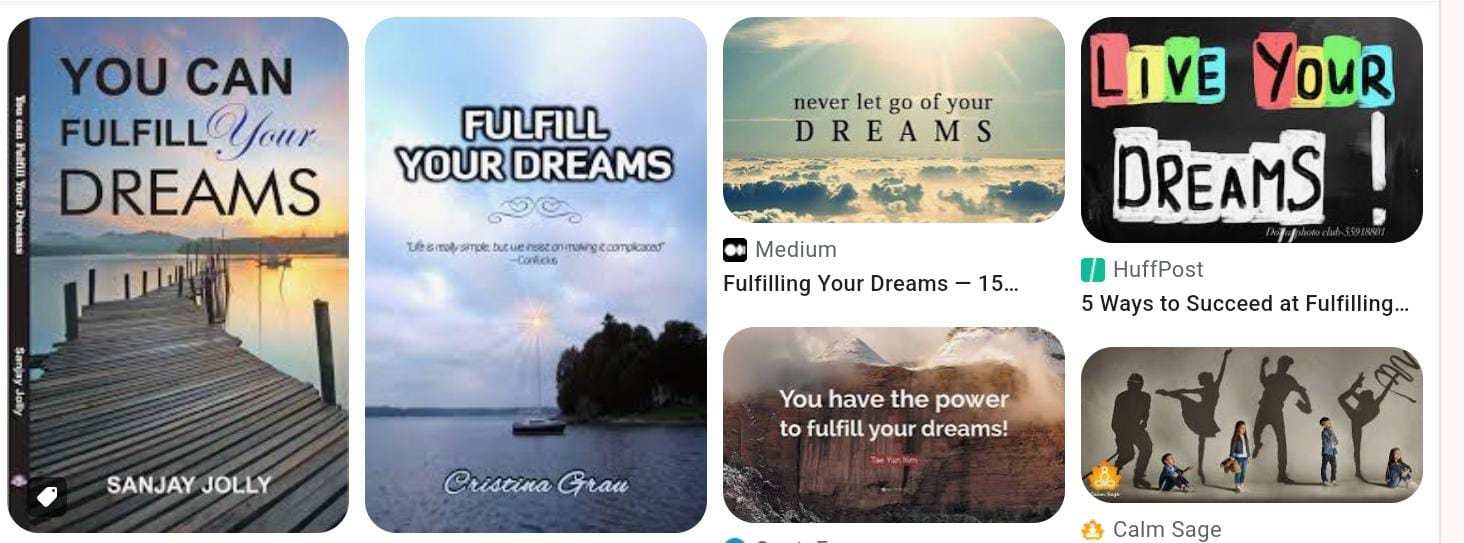 You can Fulfill Your Dreams
Sanjay Jolly
YOU CAN
FULFILL Your
DREAMS
SANJAY JOLLY
FULFILL
YOUR DREAMS
"Life is really simple, but we insist on making it complicated"
—Confucius
Cristina Grau
never let go of your
DREAMS
Medium
Fulfilling Your Dreams — 15...
You have the power
to fulfill your dreams!
Tae Yun Kim
LIVE YOUR
DREAMS!
photo club-55918801
HuffPost
5 Ways to Succeed at Fulfilling...
Calm Sage
Calm Sage